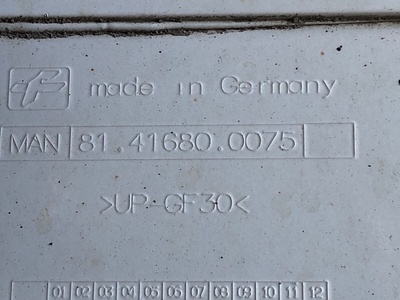 made in Germany
MAN 81.41680.0075
>UP-GF30<
01 02 03 04 05 06 07 08 09 10 11 12